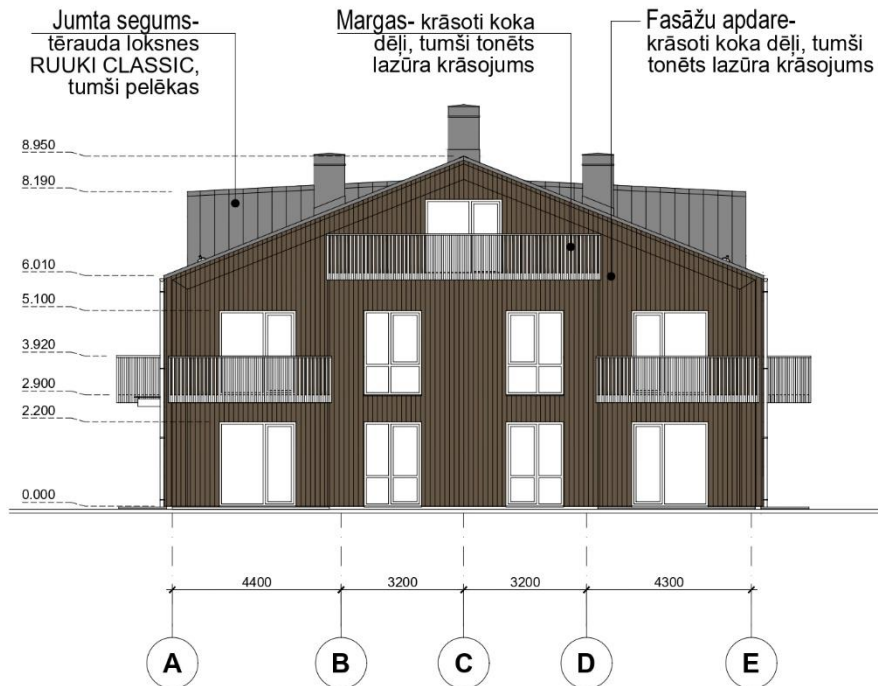 Jumta segums-
tērauda loksnes
RUUKI CLASSIC,
tumši pelēkas
Margas- krāsoti koka
dēļi, tumši tonēts
lazūra krāsojums
Fasāžu apdare-
krāsoti koka dēļi, tumši
tonēts lazūra krāsojums
8.950
8.190
6.010
5.100
3.920
2.900
2.200
0.000
4400
3200
3200
4300
A
B
C
D
E